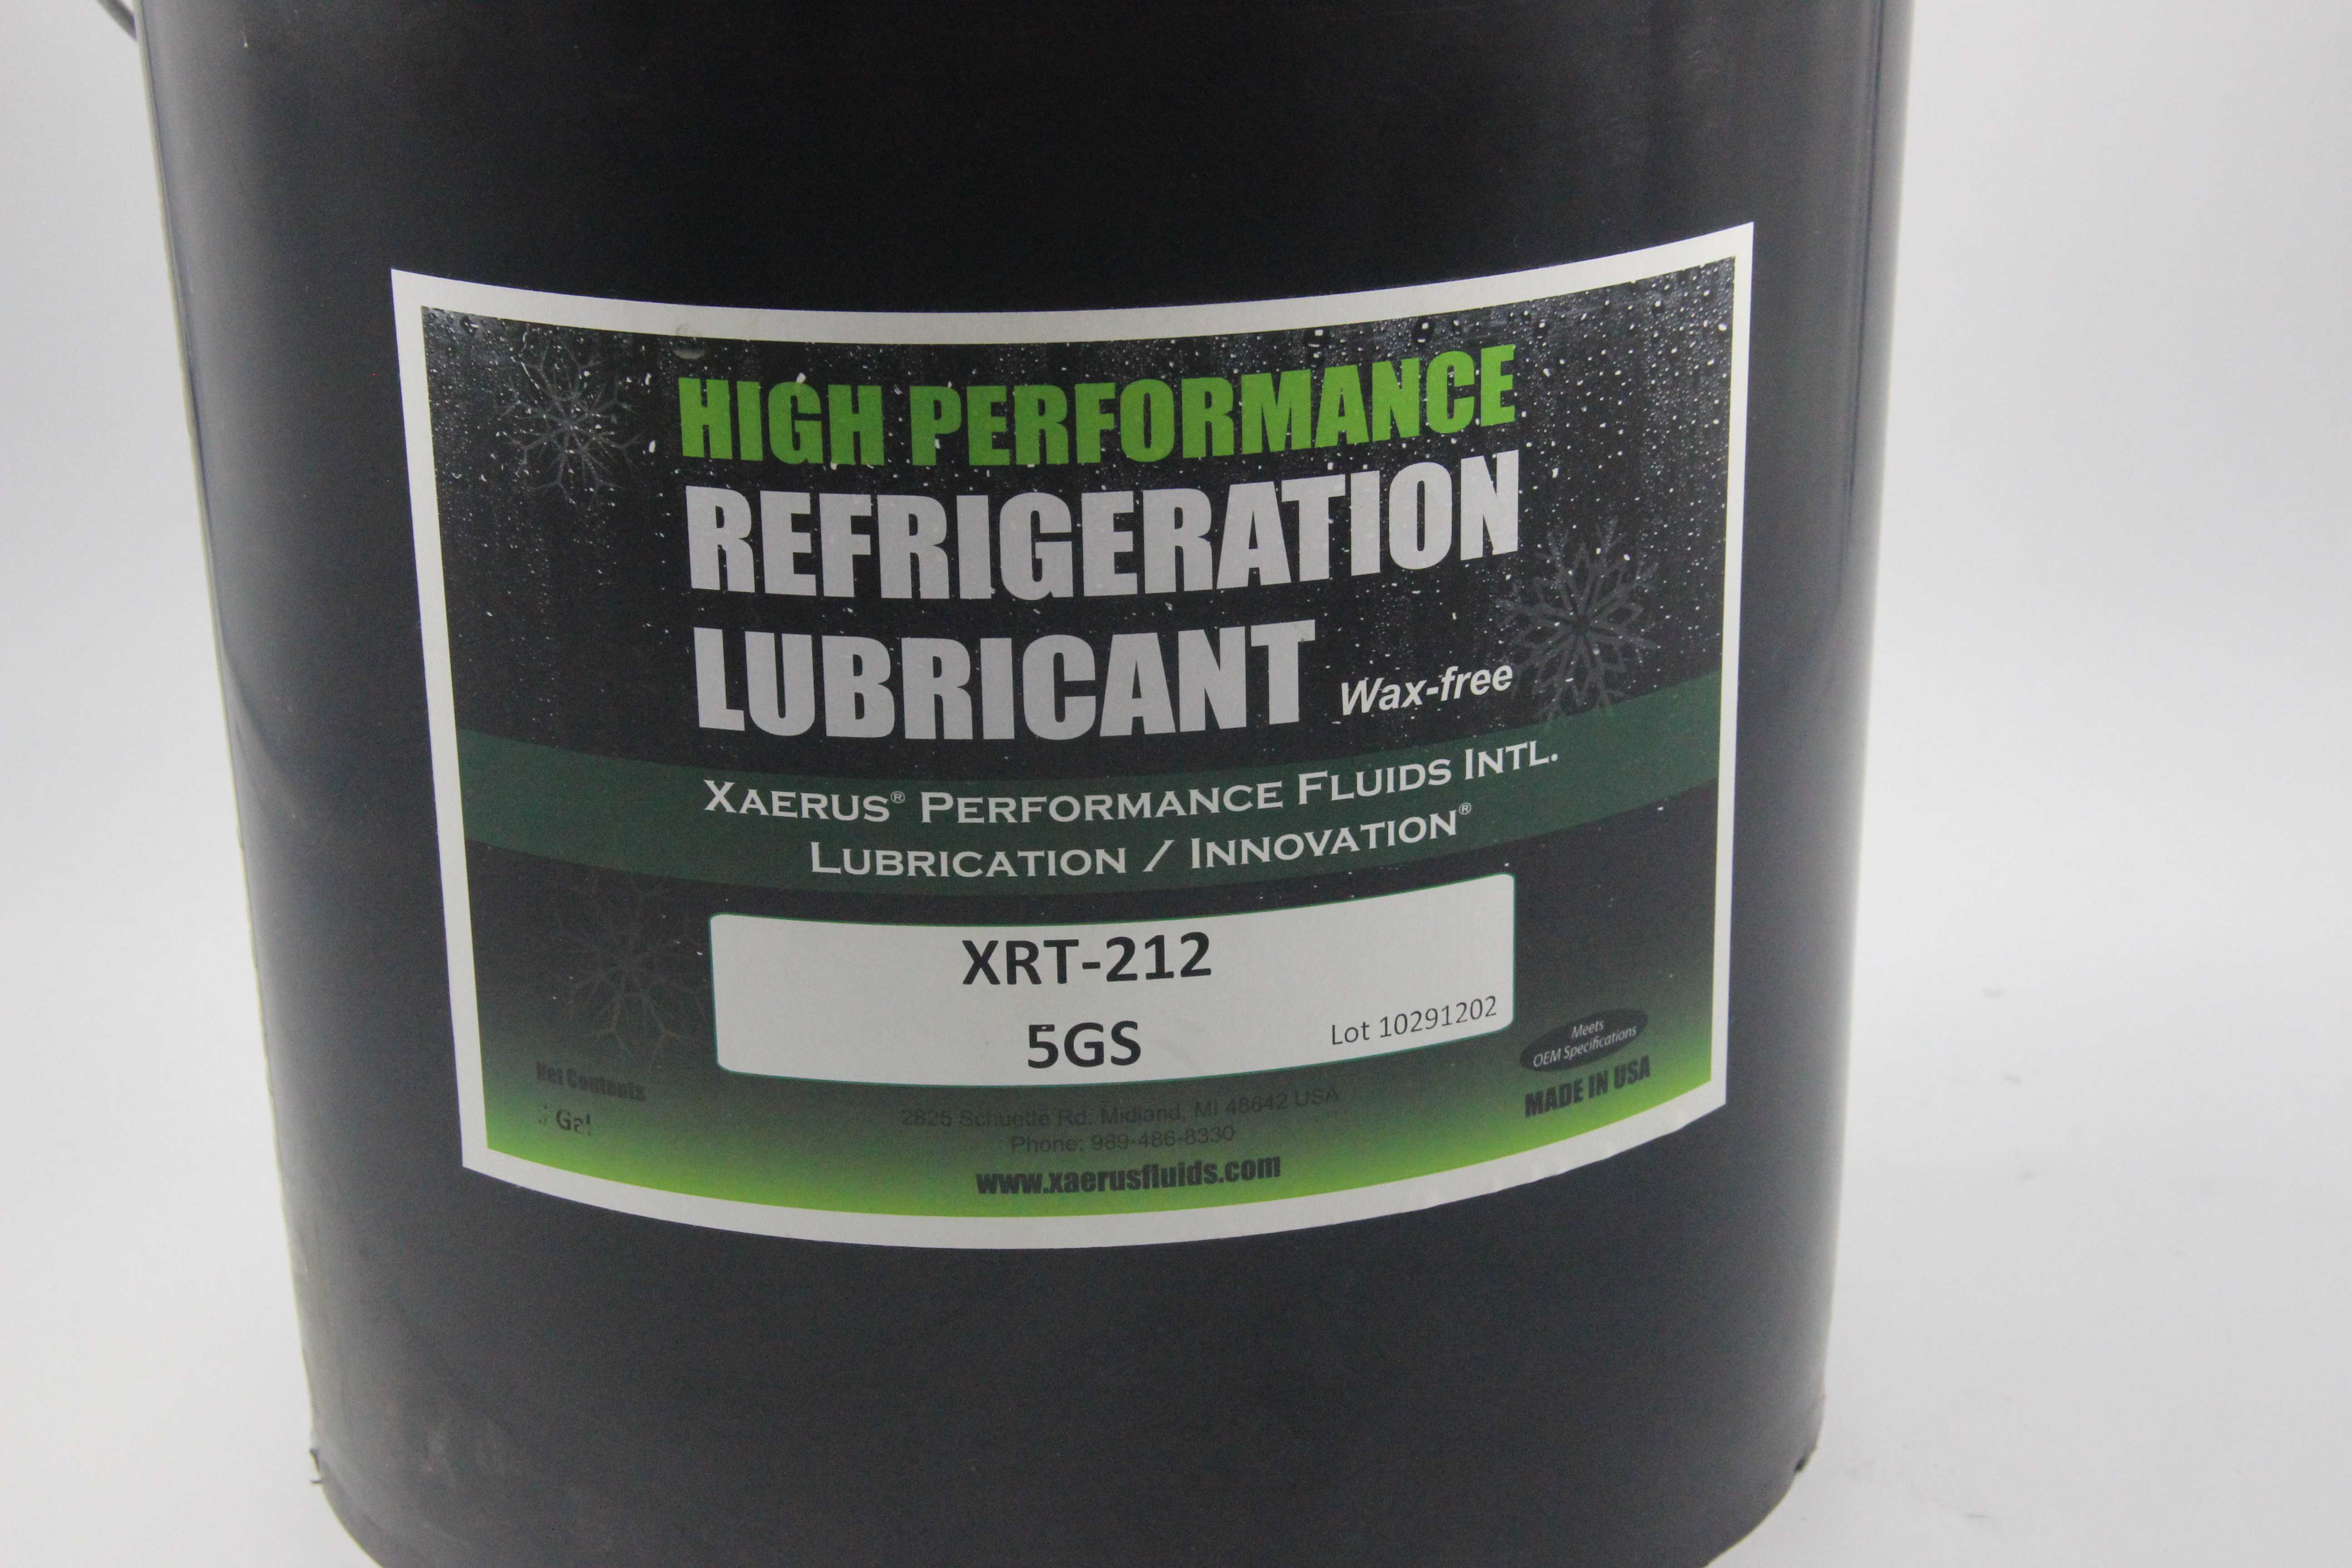 HIGH PERFORMANCE
REFRIGERATION
LUBRICANT Wax-free
XAERUS® PERFORMANCE FLUIDS INTL.
LUBRICATION / INNOVATION®
XRT-212
5GS
Lot 10291202
Meets
OEM Specifications
MADE IN USA
Net Contents
Gal
2825 Schuette Rd. Midland, MI 48642 USA
Phone: 989-486-8330
www.xaerusfluids.com